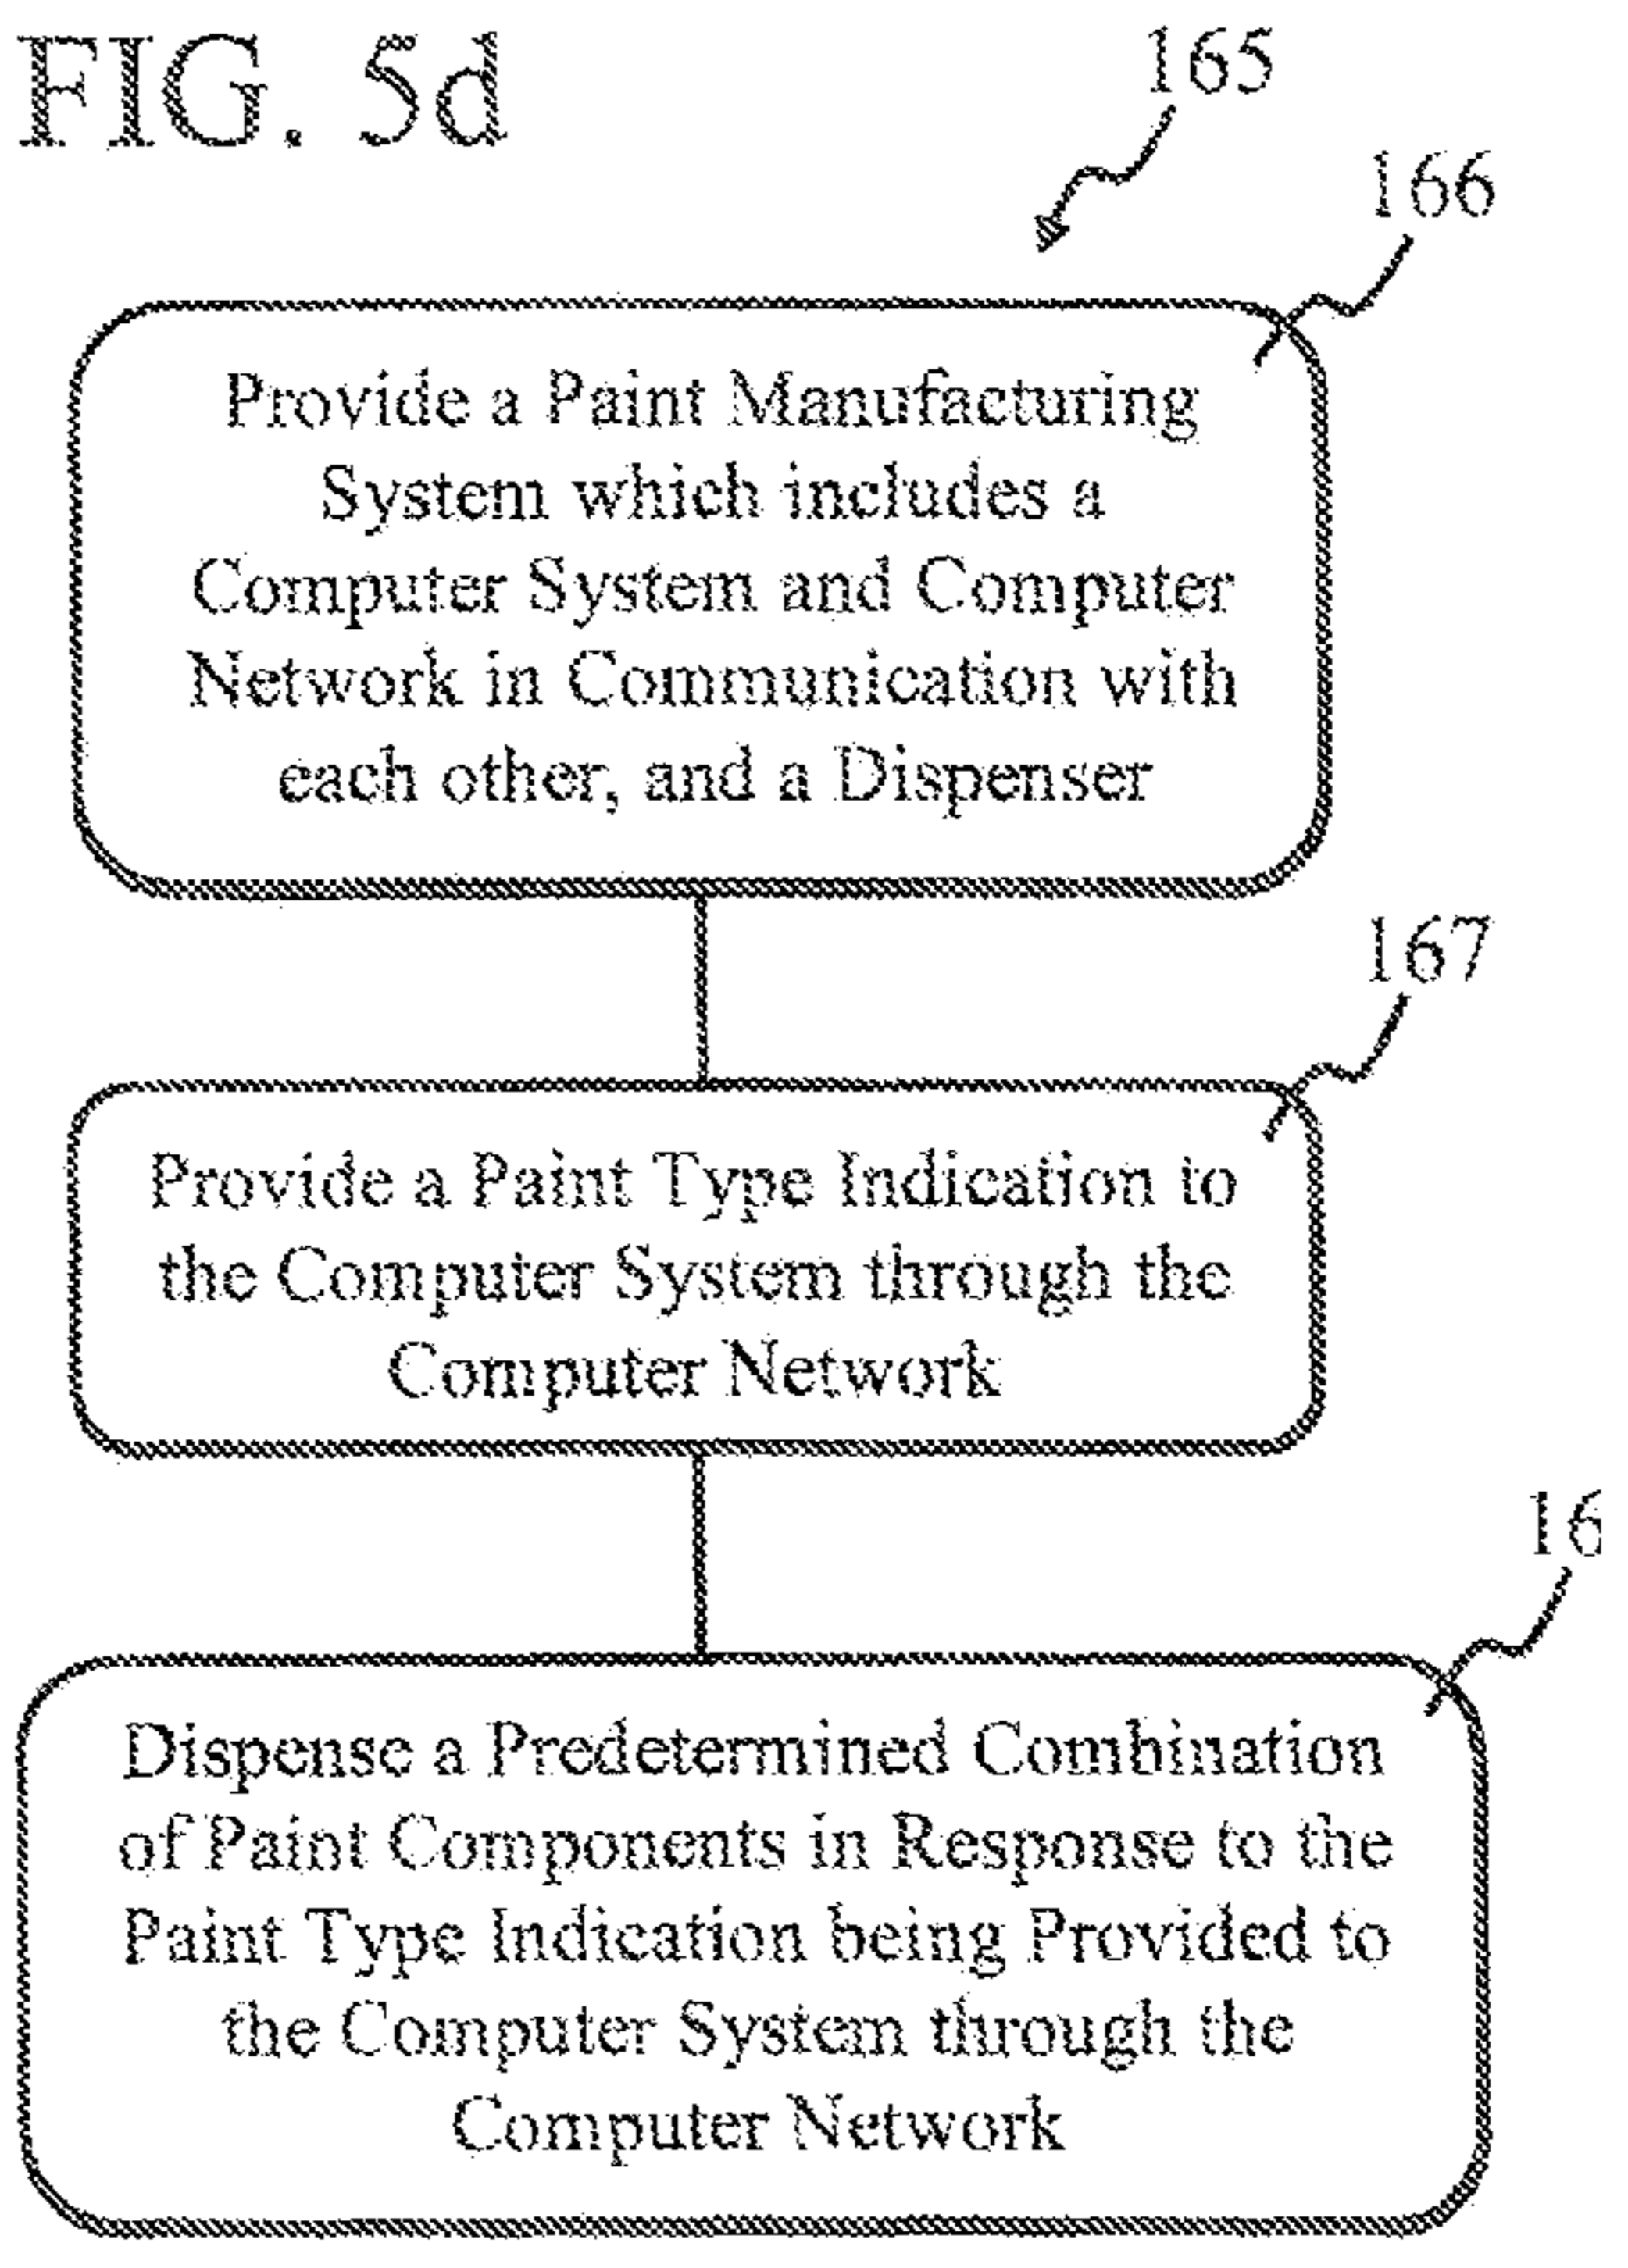 FIG. 5d
165
166
Provide a Paint Manufacturing
System which includes a
Computer System and Computer
Network in Communication with
each other, and a Dispenser
167
Provide a Paint Type Indication to
the Computer System through the
Computer Network
16
Dispense a Predetermined Combination
of Paint Components in Response to the
Paint Type Indication being Provided to
the Computer System through the
Computer Network